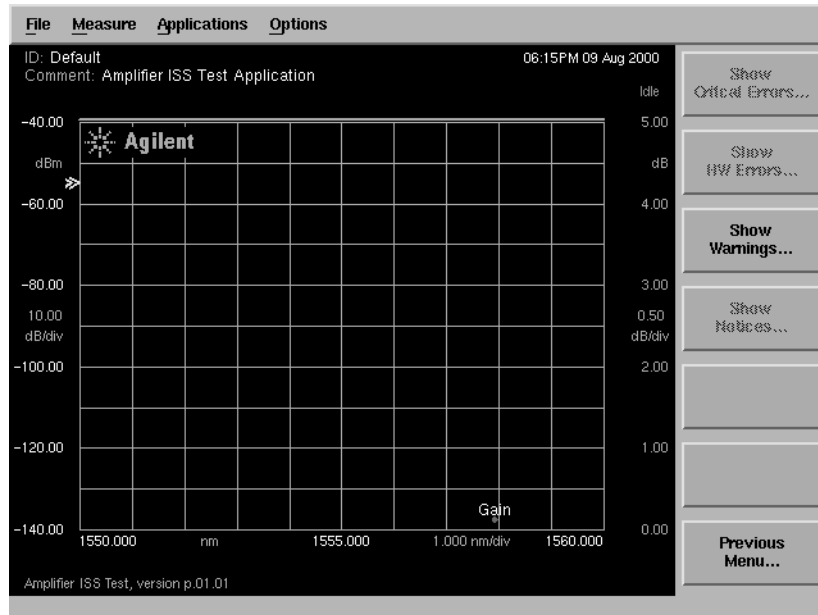 File Measure Applications Options
ID: Default
06:15PM 09 Aug 2000
Comment: Amplifier ISS Test Application
Idle
-40.00
5.00
Agilent
dBm
dB
-60.00
4.00
-80.00
3.00
10.00
0.50
dB/div
dB/div
-100.00
2.00
-120.00
1.00
Gain
-140.00
0.00
1550.000 nm 1555.000 1.000 nm/div 1560.000
Amplifier ISS Test, version p.01.01
Show
Critical Errors...
Show
HW Errors...
Show
Warnings...
Show
Notices...
Previous
Menu...